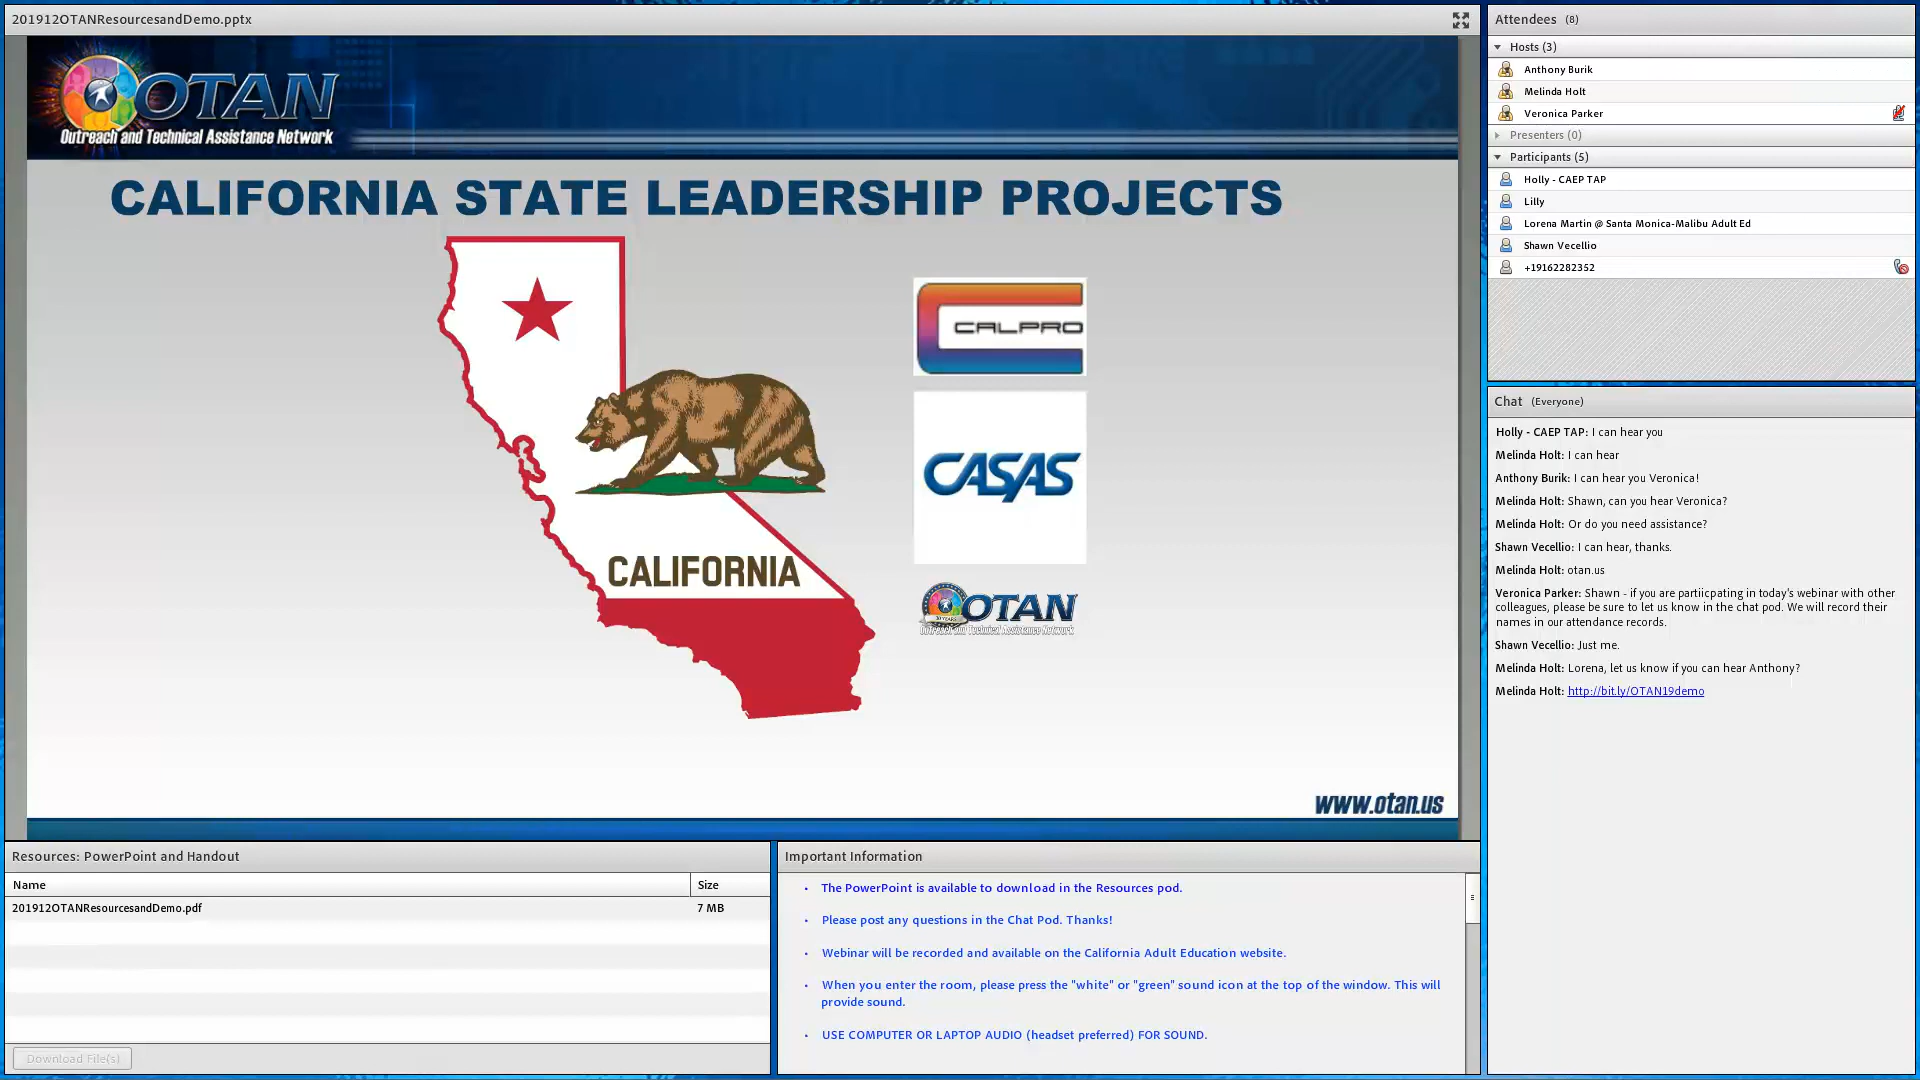 201912OTANResourcesandDemo.pptx
OTAN
Outreach and Technical Assistance Network
CALIFORNIA STATE LEADERSHIP PROJECTS
CALPRO
CASAS
CALIFORNIA
OTAN
30 YEARS
Outreach and Technical Assistance Network
www.otan.us
Resources: PowerPoint and Handout
Name Size
201912OTANResourcesandDemo.pdf 7 MB
Download File(s)
Important Information
• The PowerPoint is available to download in the Resources pod.
• Please post any questions in the Chat Pod. Thanks!
• Webinar will be recorded and available on the California Adult Education website.
• When you enter the room, please press the "white" or "green" sound icon at the top of the window. This will
provide sound.
• USE COMPUTER OR LAPTOP AUDIO (headset preferred) FOR SOUND.
Attendees (8)
Hosts (3)
Anthony Burik
Melinda Holt
Veronica Parker
Presenters (0)
Participants (5)
Holly - CAEP TAP
Lilly
Lorena Martin @ Santa Monica-Malibu Adult Ed
Shawn Vecellio
+19162282352
Chat (Everyone)
Holly - CAEP TAP: I can hear you
Melinda Holt: I can hear
Anthony Burik: I can hear you Veronica!
Melinda Holt: Shawn, can you hear Veronica?
Melinda Holt: Or do you need assistance?
Shawn Vecellio: I can hear, thanks.
Melinda Holt: otan.us
Veronica Parker: Shawn - if you are partiicpating in today's webinar with other
colleagues, please be sure to let us know in the chat pod. We will record their
names in our attendance records.
Shawn Vecellio: Just me.
Melinda Holt: Lorena, let us know if you can hear Anthony?
Melinda Holt: http://bit.ly/OTAN19demo